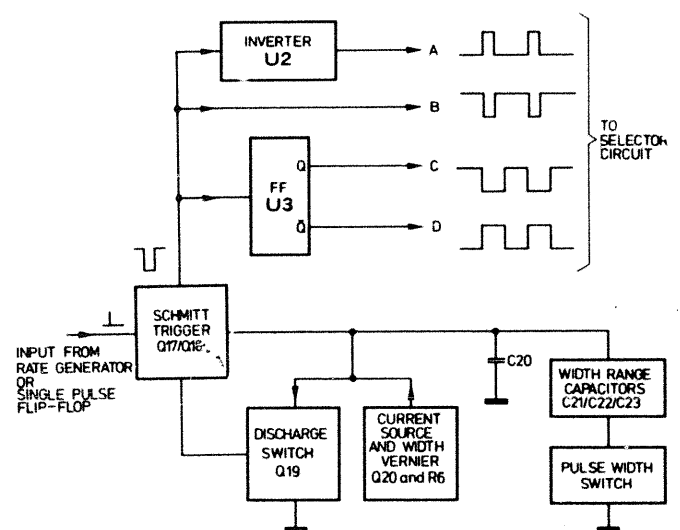 INVERTER
U2
A
B
Q
C
FF
U3
Q̄
D
TO
SELECTOR
CIRCUIT
SCHMITT
TRIGGER
Q17/Q18
INPUT FROM
RATE GENERATOR
OR
SINGLE PULSE
FLIP-FLOP
C20
DISCHARGE
SWITCH
Q19
CURRENT
SOURCE
AND WIDTH
VERNIER
Q20 and R6
WIDTH RANGE
CAPACITORS
C21/C22/C23
PULSE WIDTH
SWITCH